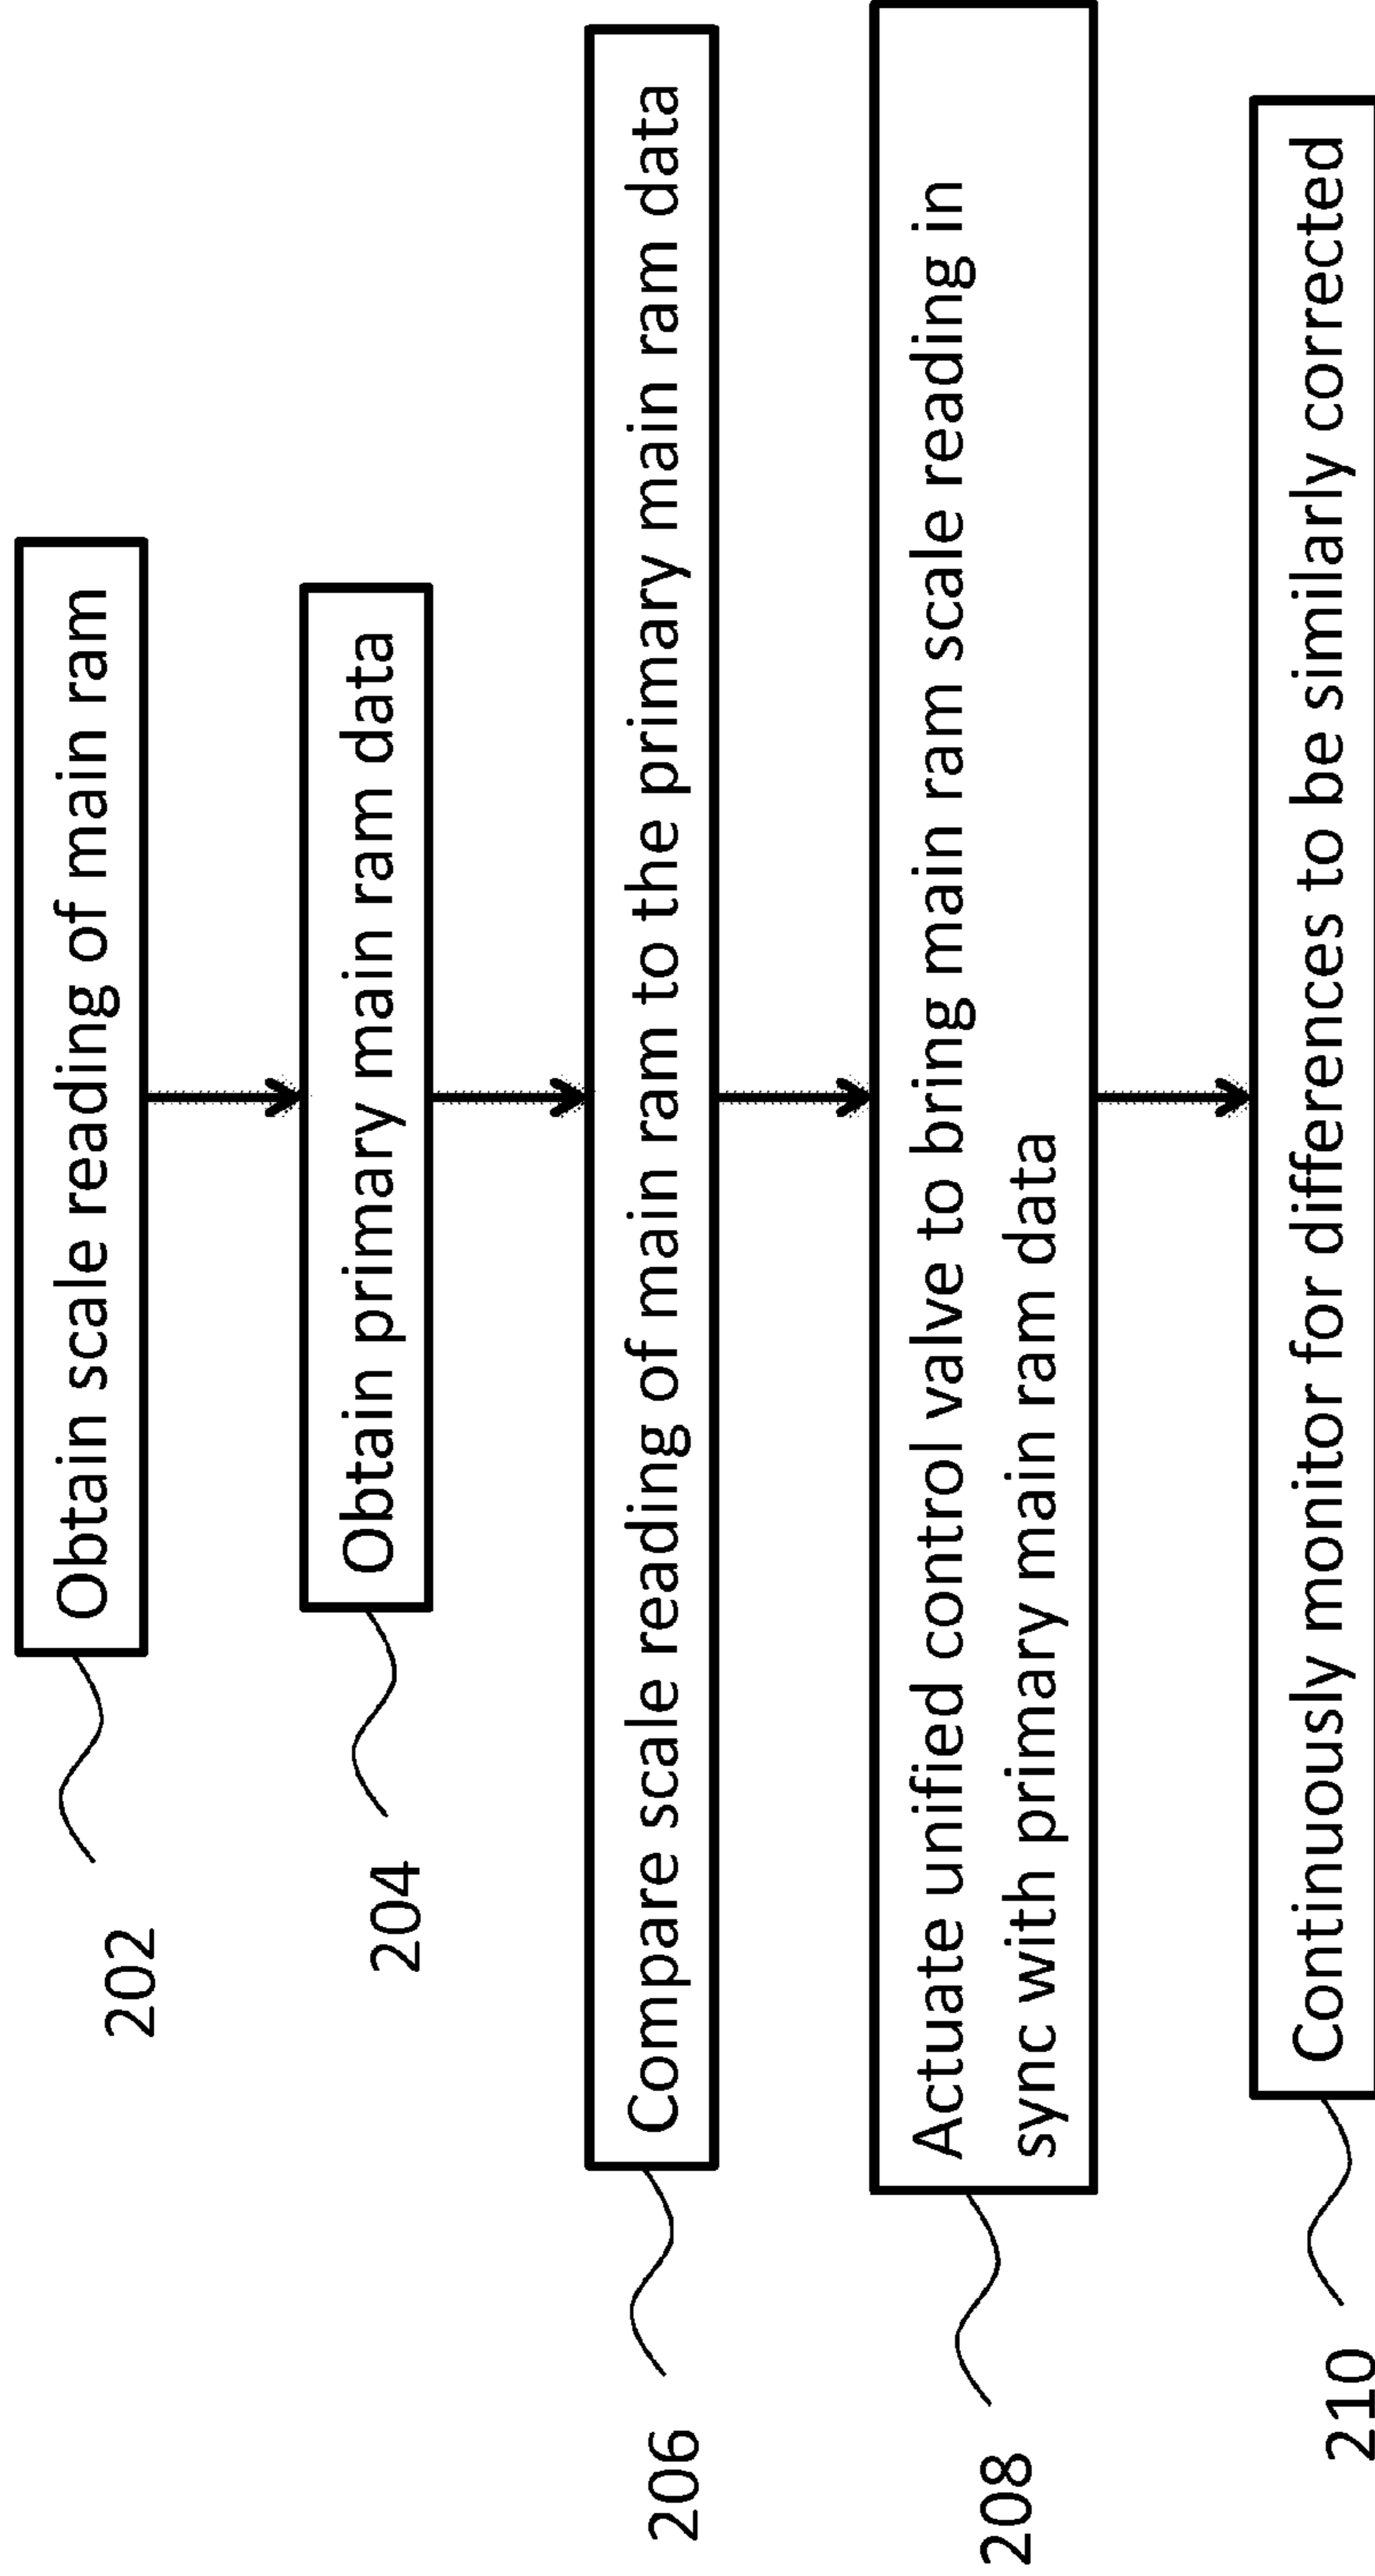 202
Obtain scale reading of main ram
204
Obtain primary main ram data
206
Compare scale reading of main ram to the primary main ram data
208
Actuate unified control valve to bring main ram scale reading in
sync with primary main ram data
210
Continuously monitor for differences to be similarly corrected